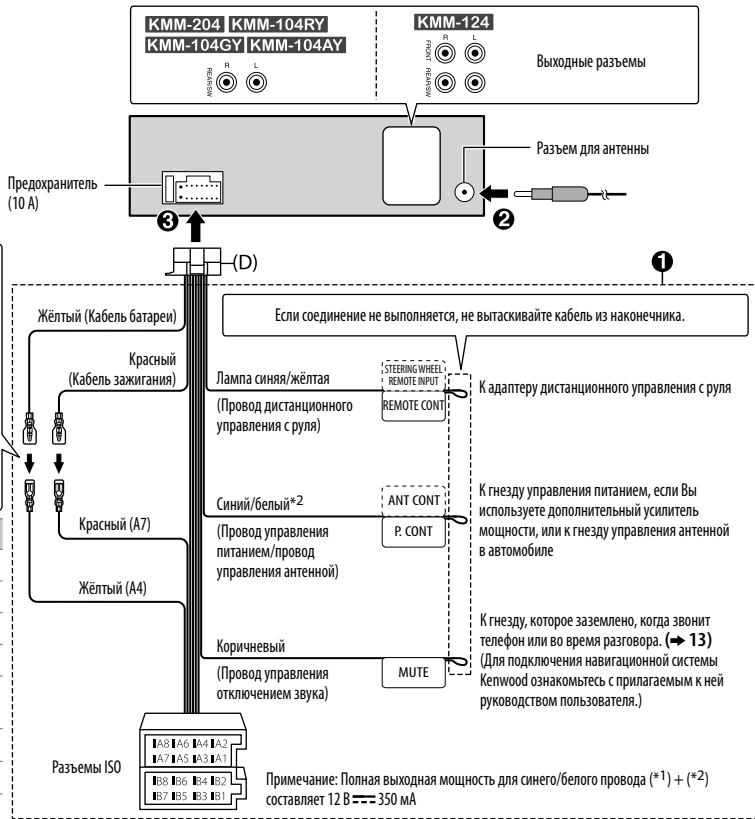 KMM-204 KMM-104RY
KMM-104GY KMM-104AY
R L
REAR/SW
KMM-124
R L
FRONT
REAR/SW
Выходные разъемы
Разъем для антенны
Предохранитель
(10 А)
❸
❷
(D)
❶
Если соединение не выполняется, не вытаскивайте кабель из наконечника.
Жёлтый (Кабель батареи)
Красный
(Кабель зажигания)
Лампа синяя/жёлтая
(Провод дистанционного
управления с руля)
STEERING WHEEL
REMOTE INPUT
REMOTE CONT
К адаптеру дистанционного управления с руля
Синий/белый*2
(Провод управления
питанием/провод
управления антенной)
ANT CONT
P. CONT
К гнезду управления питанием, если Вы
используете дополнительный усилитель
мощности, или к гнезду управления антенной
в автомобиле
Красный (A7)
Жёлтый (A4)
Коричневый
(Провод управления
отключением звука)
MUTE
К гнезду, которое заземлено, когда звонит
телефон или во время разговора. (➜ 13)
(Для подключения навигационной системы
Kenwood ознакомьтесь с прилагаемым к ней
руководством пользователя.)
Разъемы ISO
A8 A6 A4 A2
A7 A5 A3 A1
B8 B6 B4 B2
B7 B5 B3 B1
Примечание: Полная выходная мощность для синего/белого провода (*1) + (*2)
составляет 12 В ⎓ 350 мА